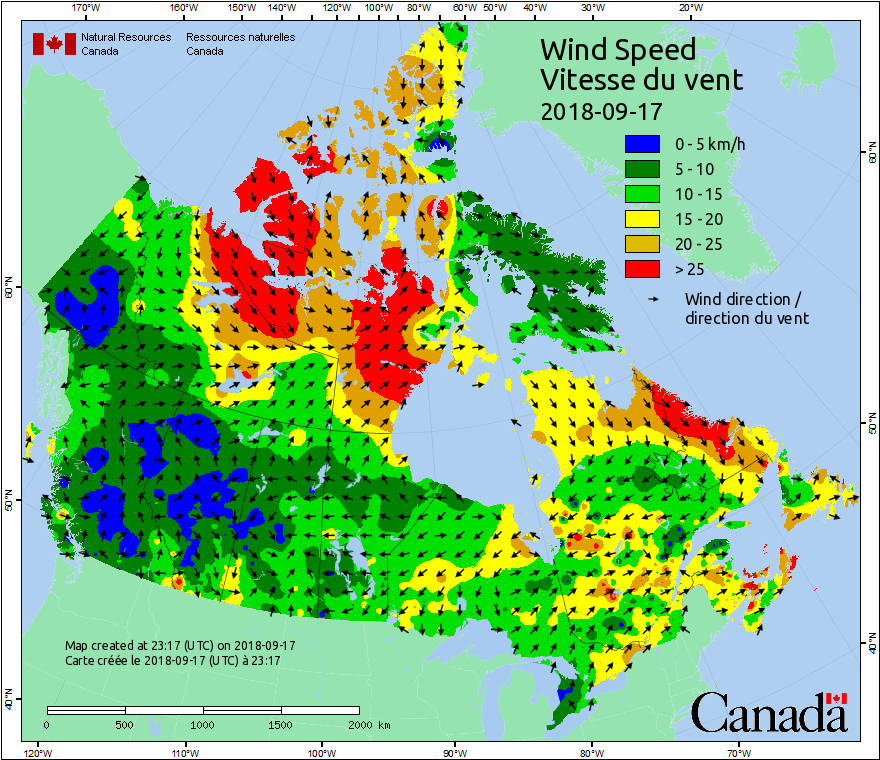 170°W 160°W 150°W 140°W 130°W 120°W 110°W 100°W 90°W 80°W 70°W 60°W 50°W 40°W 30°W 20°W
Natural Resources Ressources naturelles
Canada Canada
Wind Speed
Vitesse du vent
2018-09-17
0 - 5 km/h
5 - 10
10 - 15
15 - 20
20 - 25
> 25
Wind direction /
direction du vent
60°N
60°N
50°N
50°N
40°N
40°N
Map created at 23:17 (UTC) on 2018-09-17
Carte créée le 2018-09-17 (UTC) à 23:17
0 500 1000 1500 2000 km
Canada
120°W 110°W 100°W 90°W 80°W 70°W